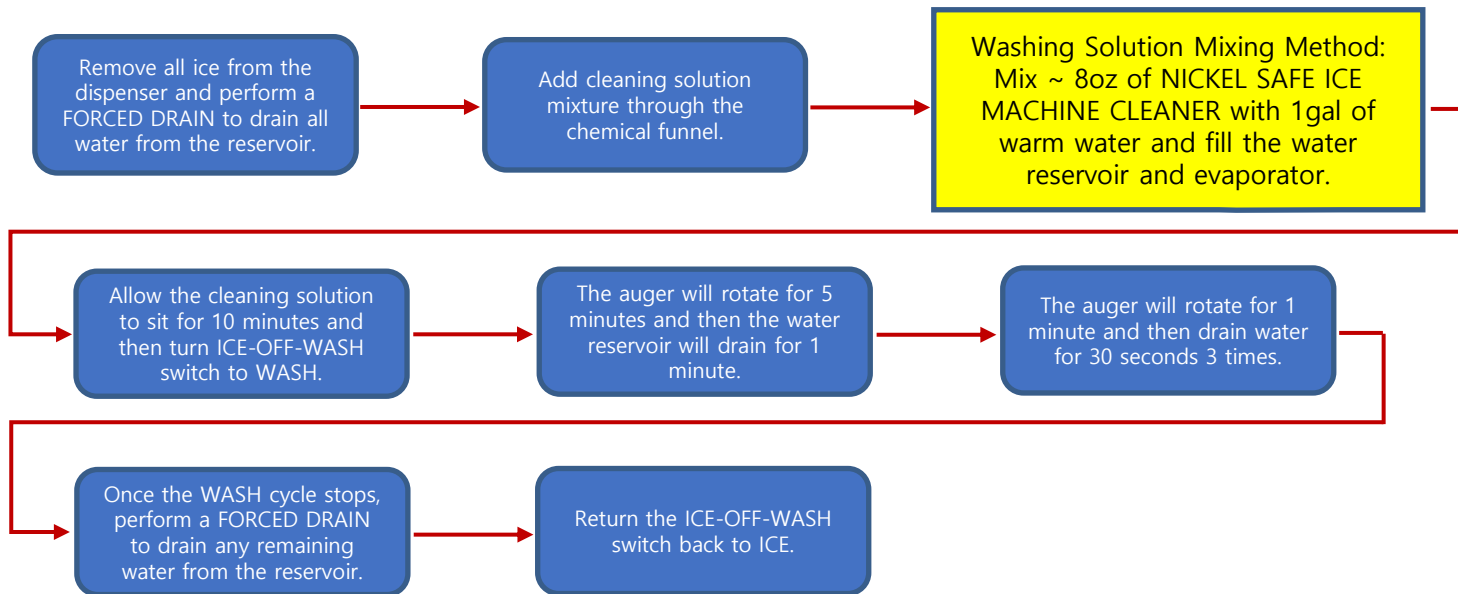 Remove all ice from the
dispenser and perform a
FORCED DRAIN to drain all
water from the reservoir.
Add cleaning solution
mixture through the
chemical funnel.
Washing Solution Mixing Method:
Mix ~ 8oz of NICKEL SAFE ICE
MACHINE CLEANER with 1gal of
warm water and fill the water
reservoir and evaporator.
Allow the cleaning solution
to sit for 10 minutes and
then turn ICE-OFF-WASH
switch to WASH.
The auger will rotate for 5
minutes and then the water
reservoir will drain for 1
minute.
The auger will rotate for 1
minute and then drain water
for 30 seconds 3 times.
Once the WASH cycle stops,
perform a FORCED DRAIN
to drain any remaining
water from the reservoir.
Return the ICE-OFF-WASH
switch back to ICE.